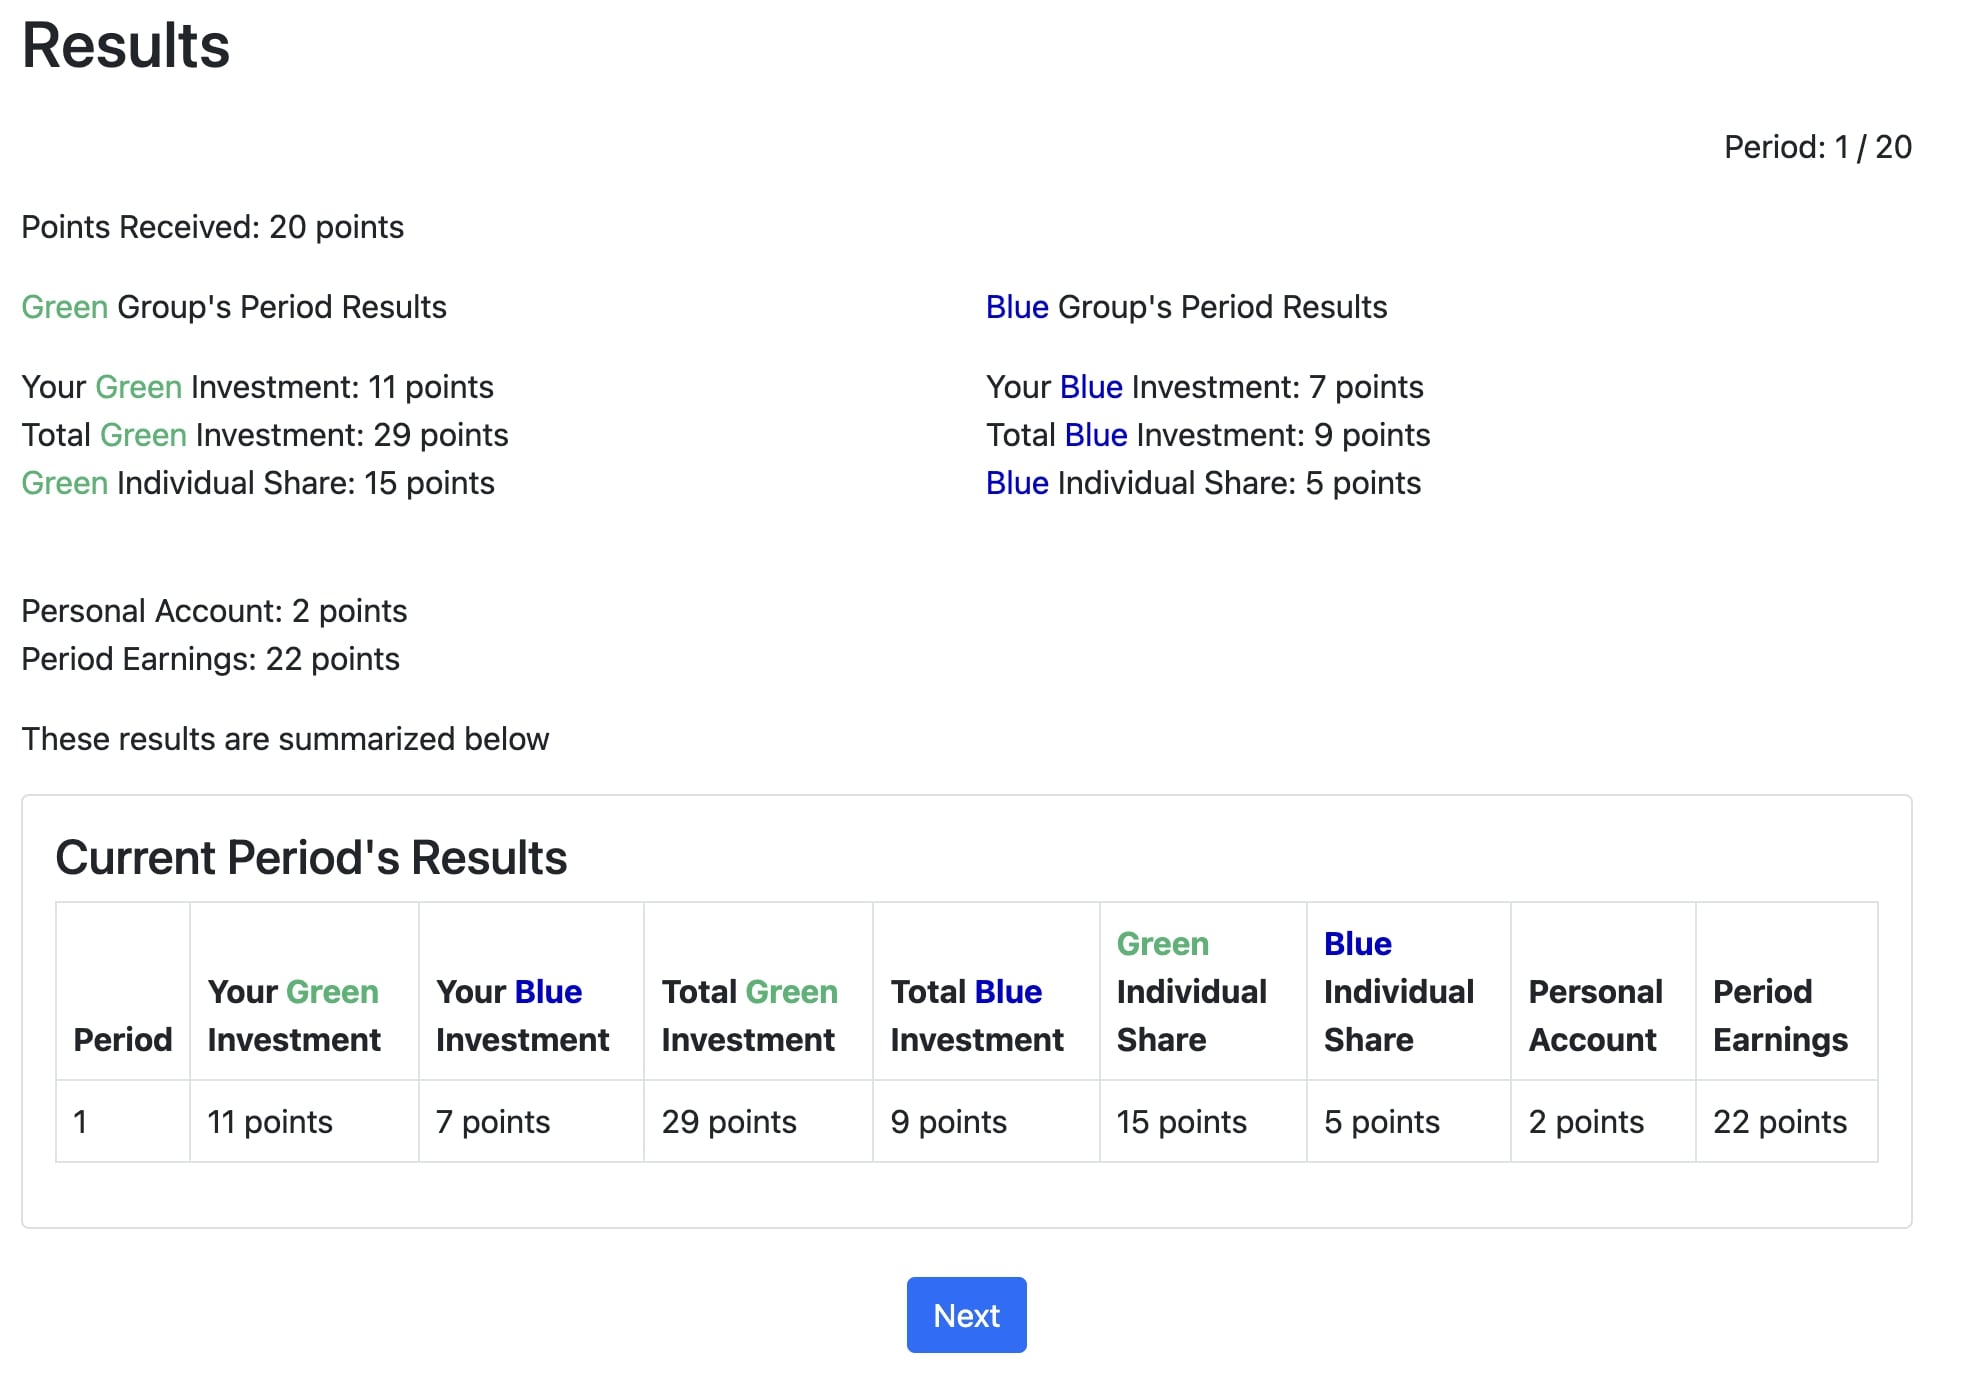 Results
Period: 1 / 20
Points Received: 20 points
Green Group's Period Results
Your Green Investment: 11 points
Total Green Investment: 29 points
Green Individual Share: 15 points
Blue Group's Period Results
Your Blue Investment: 7 points
Total Blue Investment: 9 points
Blue Individual Share: 5 points
Personal Account: 2 points
Period Earnings: 22 points
These results are summarized below
Current Period's Results
Period
Your Green
Investment
Your Blue
Investment
Total Green
Investment
Total Blue
Investment
Green
Individual
Share
Blue
Individual
Share
Personal
Account
Period
Earnings
1
11 points
7 points
29 points
9 points
15 points
5 points
2 points
22 points
Next